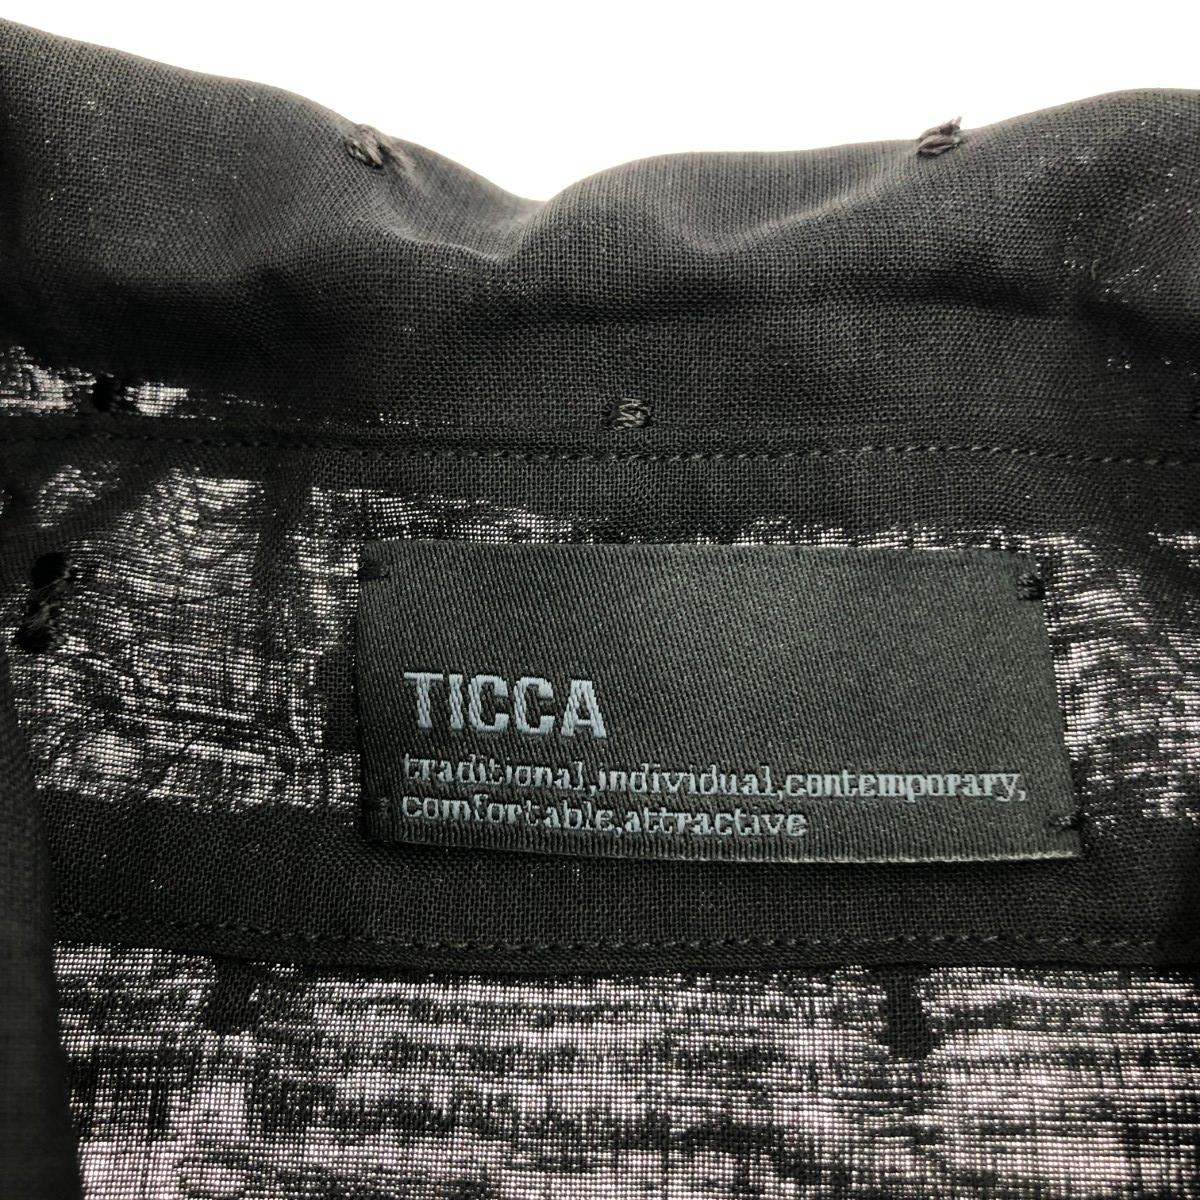 TICCA
traditional,individual,contemporary,
comfortable,attractive